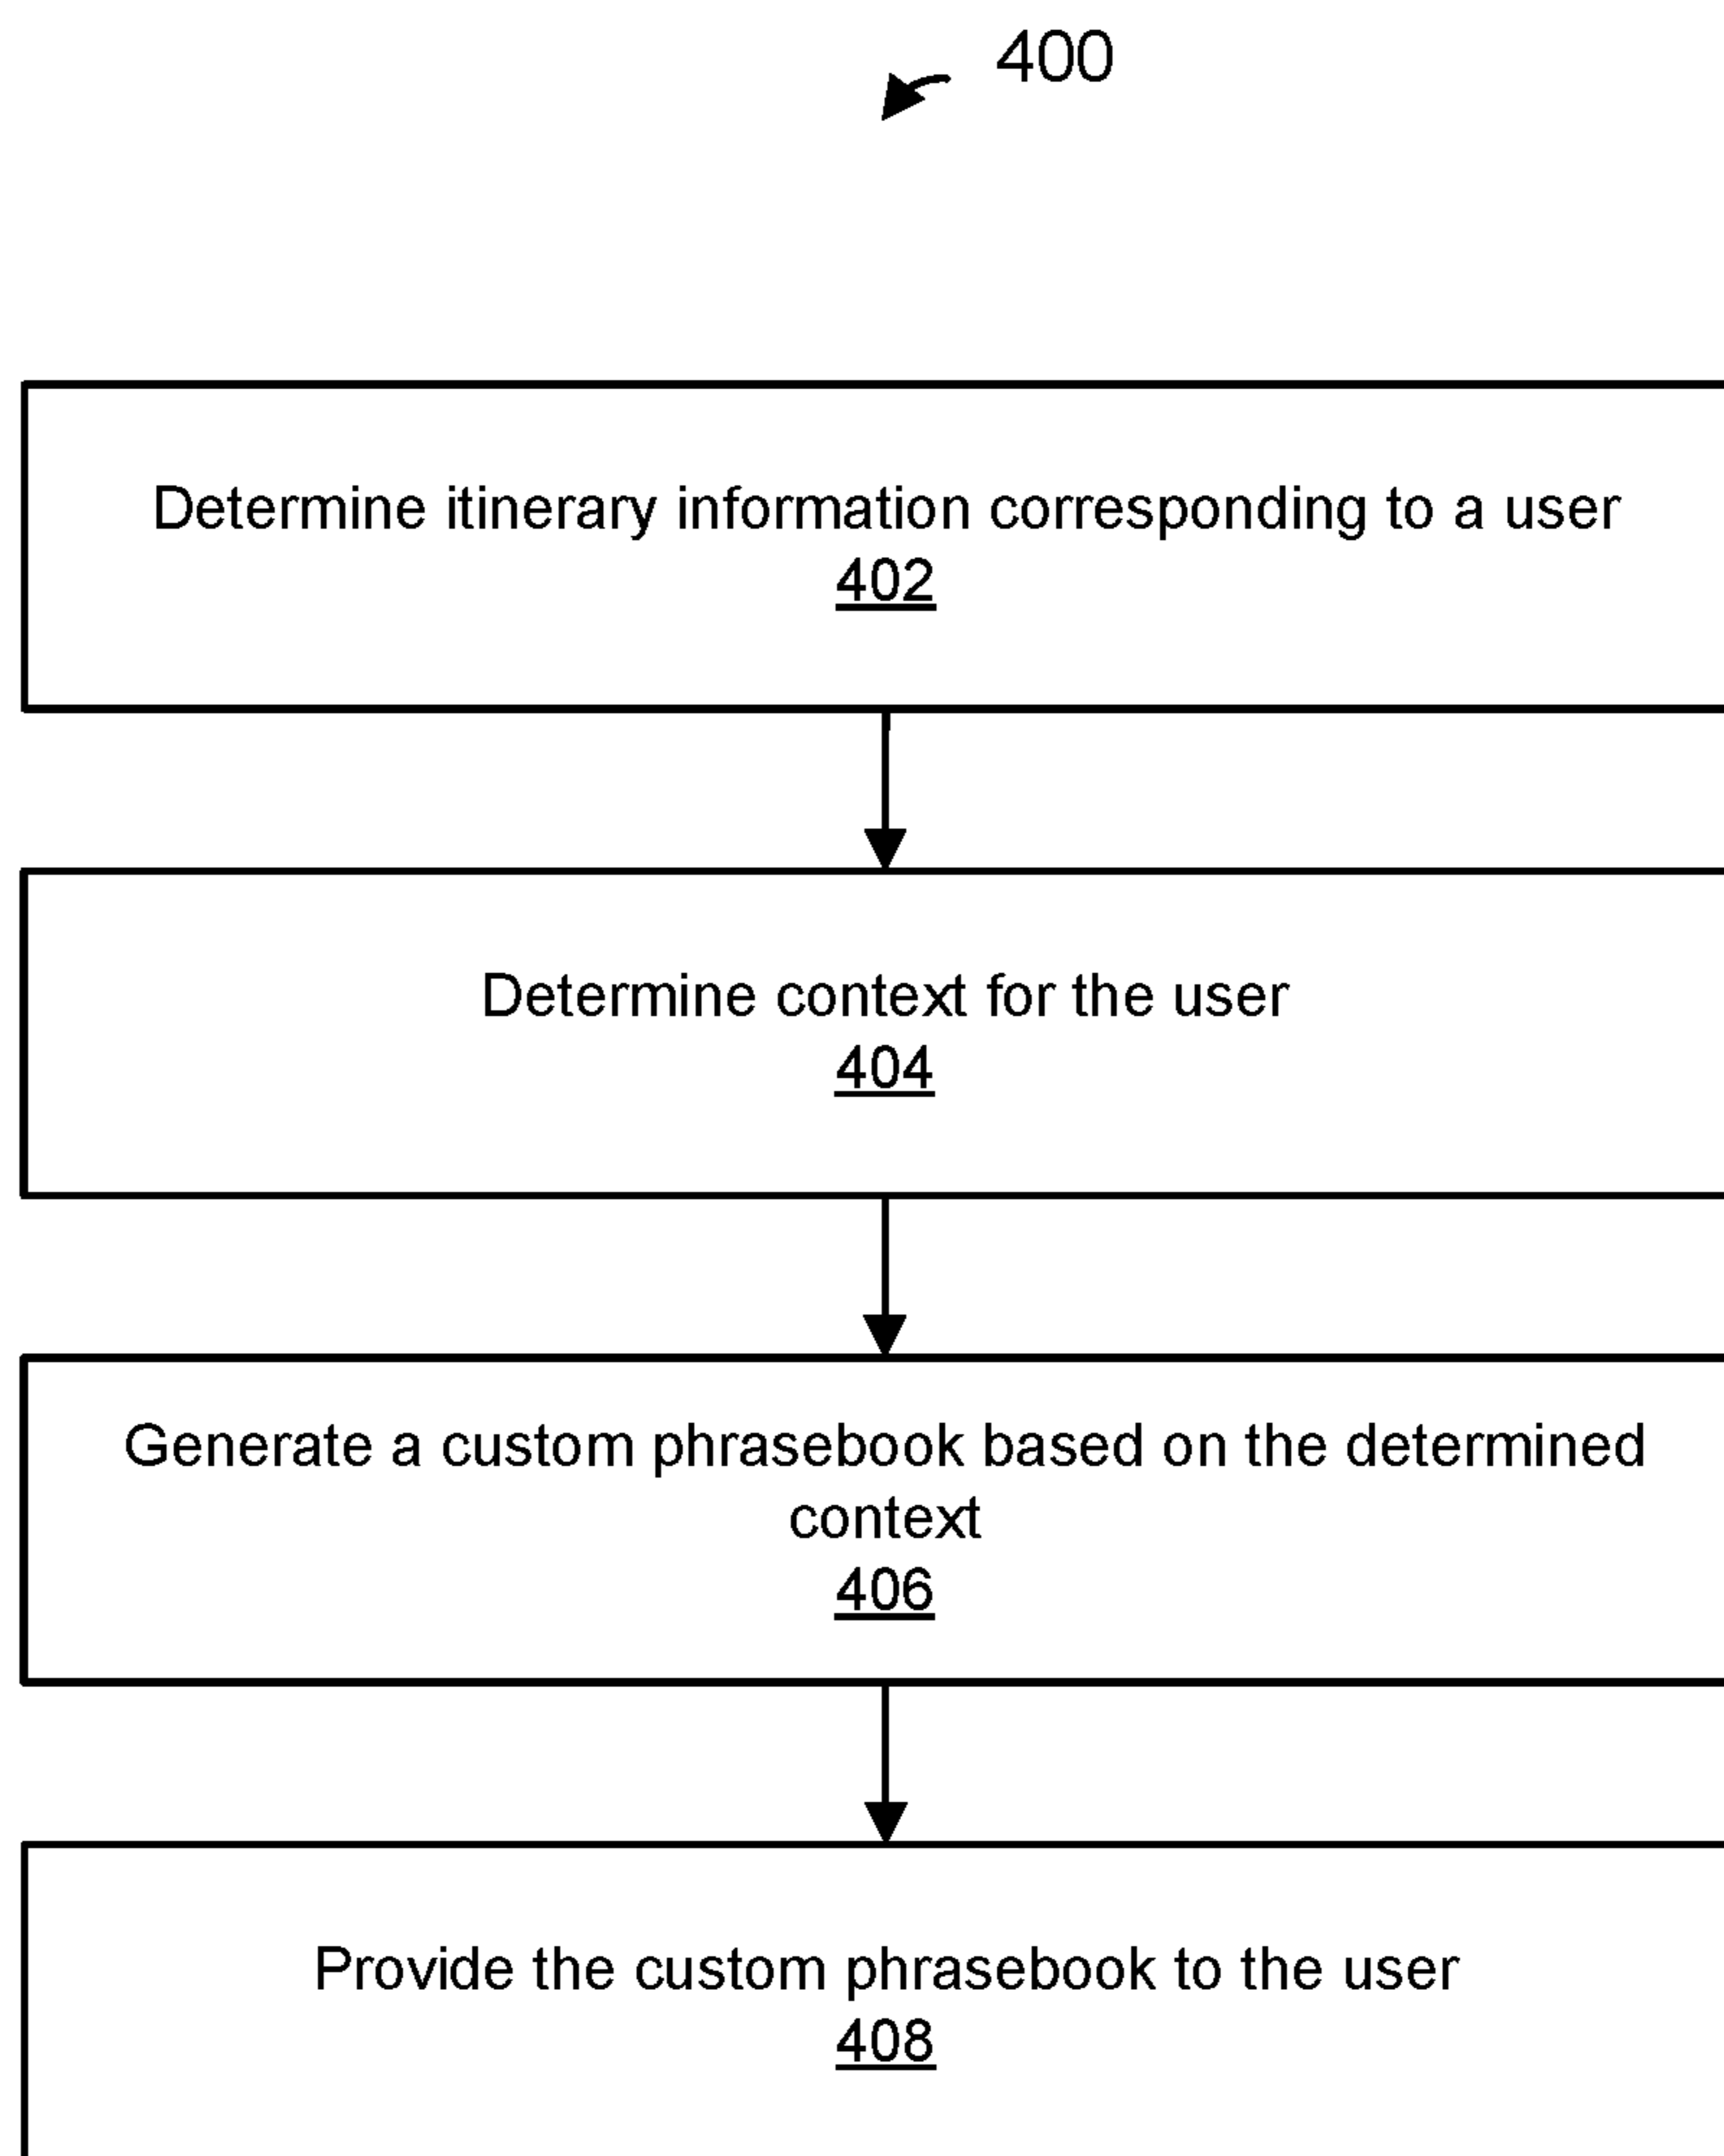 400
Determine itinerary information corresponding to a user
402
Determine context for the user
404
Generate a custom phrasebook based on the determined
context
406
Provide the custom phrasebook to the user
408